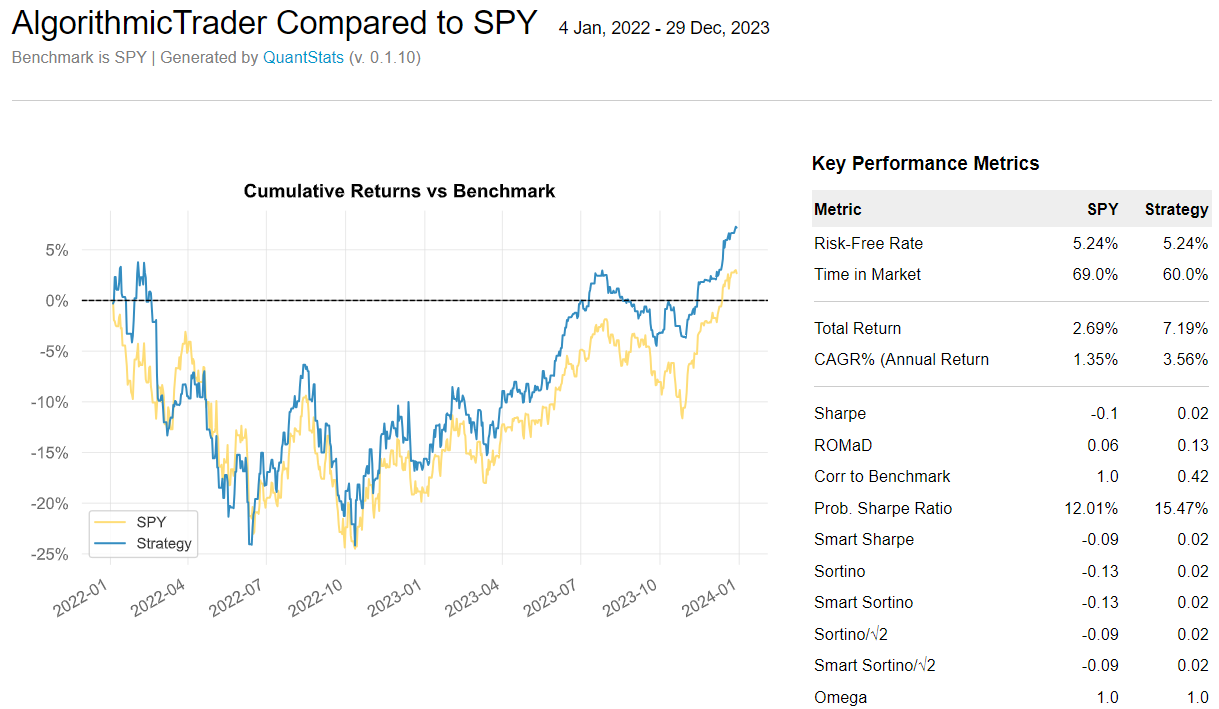 AlgorithmicTrader Compared to SPY 4 Jan, 2022 - 29 Dec, 2023
Benchmark is SPY | Generated by QuantStats (v. 0.1.10)
Cumulative Returns vs Benchmark
5%
0%
-5%
-10%
-15%
-20%
-25%
SPY
Strategy
2022-01
2022-04
2022-07
2022-10
2023-01
2023-04
2023-07
2023-10
2024-01
Key Performance Metrics
Metric SPY Strategy
Risk-Free Rate 5.24% 5.24%
Time in Market 69.0% 60.0%
Total Return 2.69% 7.19%
CAGR% (Annual Return 1.35% 3.56%
Sharpe -0.1 0.02
ROMaD 0.06 0.13
Corr to Benchmark 1.0 0.42
Prob. Sharpe Ratio 12.01% 15.47%
Smart Sharpe -0.09 0.02
Sortino -0.13 0.02
Smart Sortino -0.13 0.02
Sortino/√2 -0.09 0.02
Smart Sortino/√2 -0.09 0.02
Omega 1.0 1.0